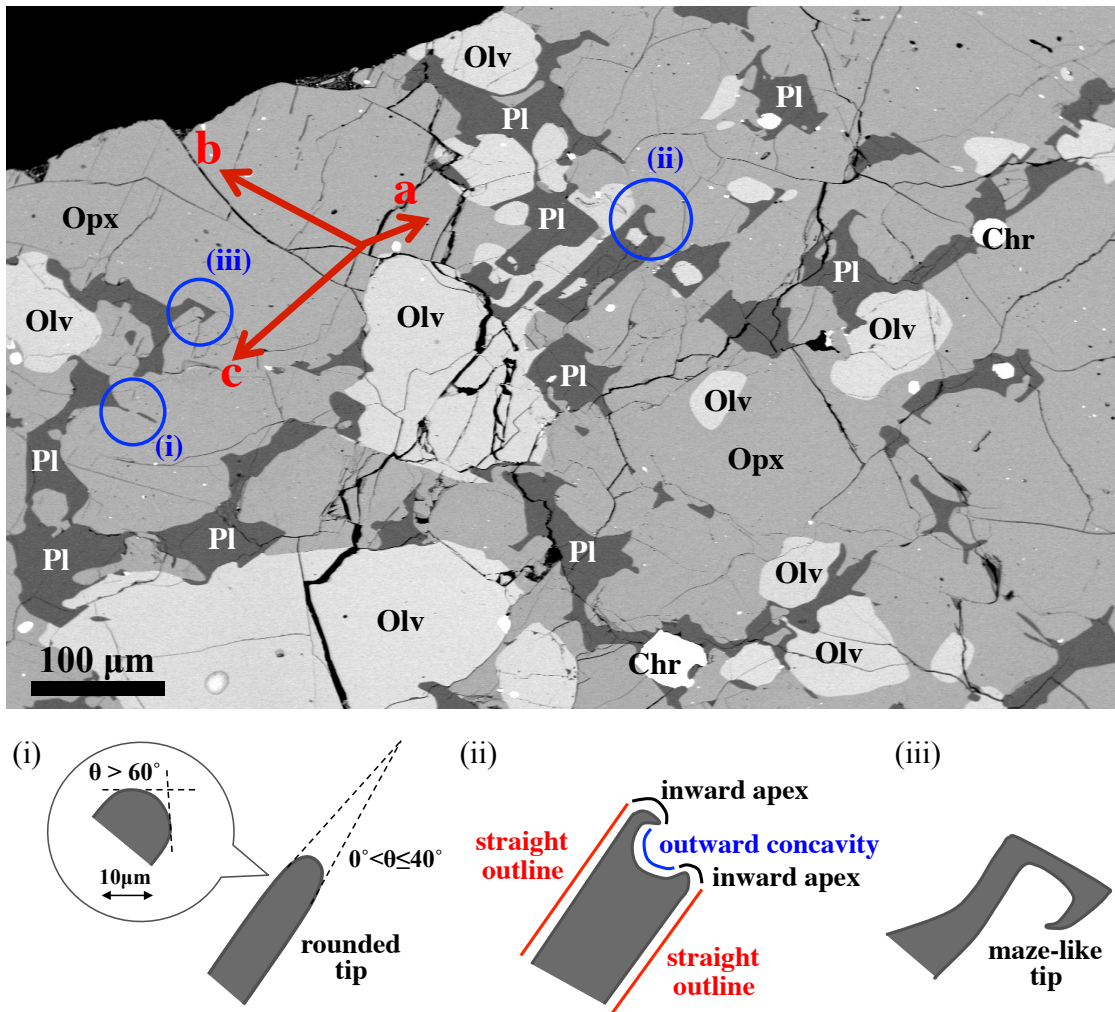 Olv
Pl
Pl
b
(ii)
a
Opx
Pl
Chr
(iii)
Pl
Olv
Olv
Olv
c
Pl
Olv
(i)
Opx
Pl
Pl
Pl
Pl
Olv
Olv
Chr
Olv
100 μm
(i)
θ > 60°
10μm
0°<θ≤40°
rounded
tip
(ii)
inward apex
straight
outline
outward concavity
inward apex
straight
outline
(iii)
maze-like
tip